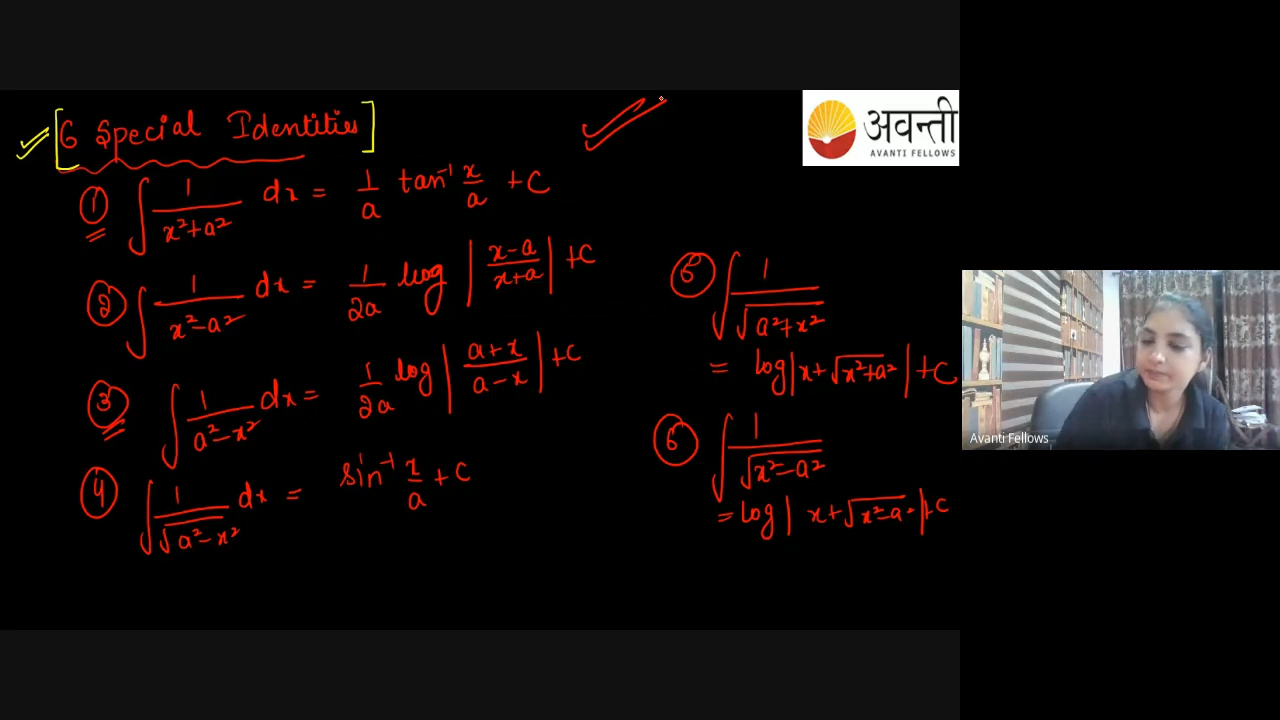 [6 Special Identities]
① ∫ 1/(x²+a²) dx = 1/a tan⁻¹ x/a + C
② ∫ 1/(x²-a²) dx = 1/2a log |(x-a)/(x+a)| + C
③ ∫ 1/(a²-x²) dx = 1/2a log |(a+x)/(a-x)| + C
④ ∫ 1/√(a²-x²) dx = sin⁻¹ x/a + C
⑤ ∫ 1/√(a²+x²)
= log|x+√(x²+a²)| + C
⑥ ∫ 1/√(x²-a²)
= log| x+√(x²-a·)| + C
अवन्ती
AVANTI FELLOWS
Avanti Fellows